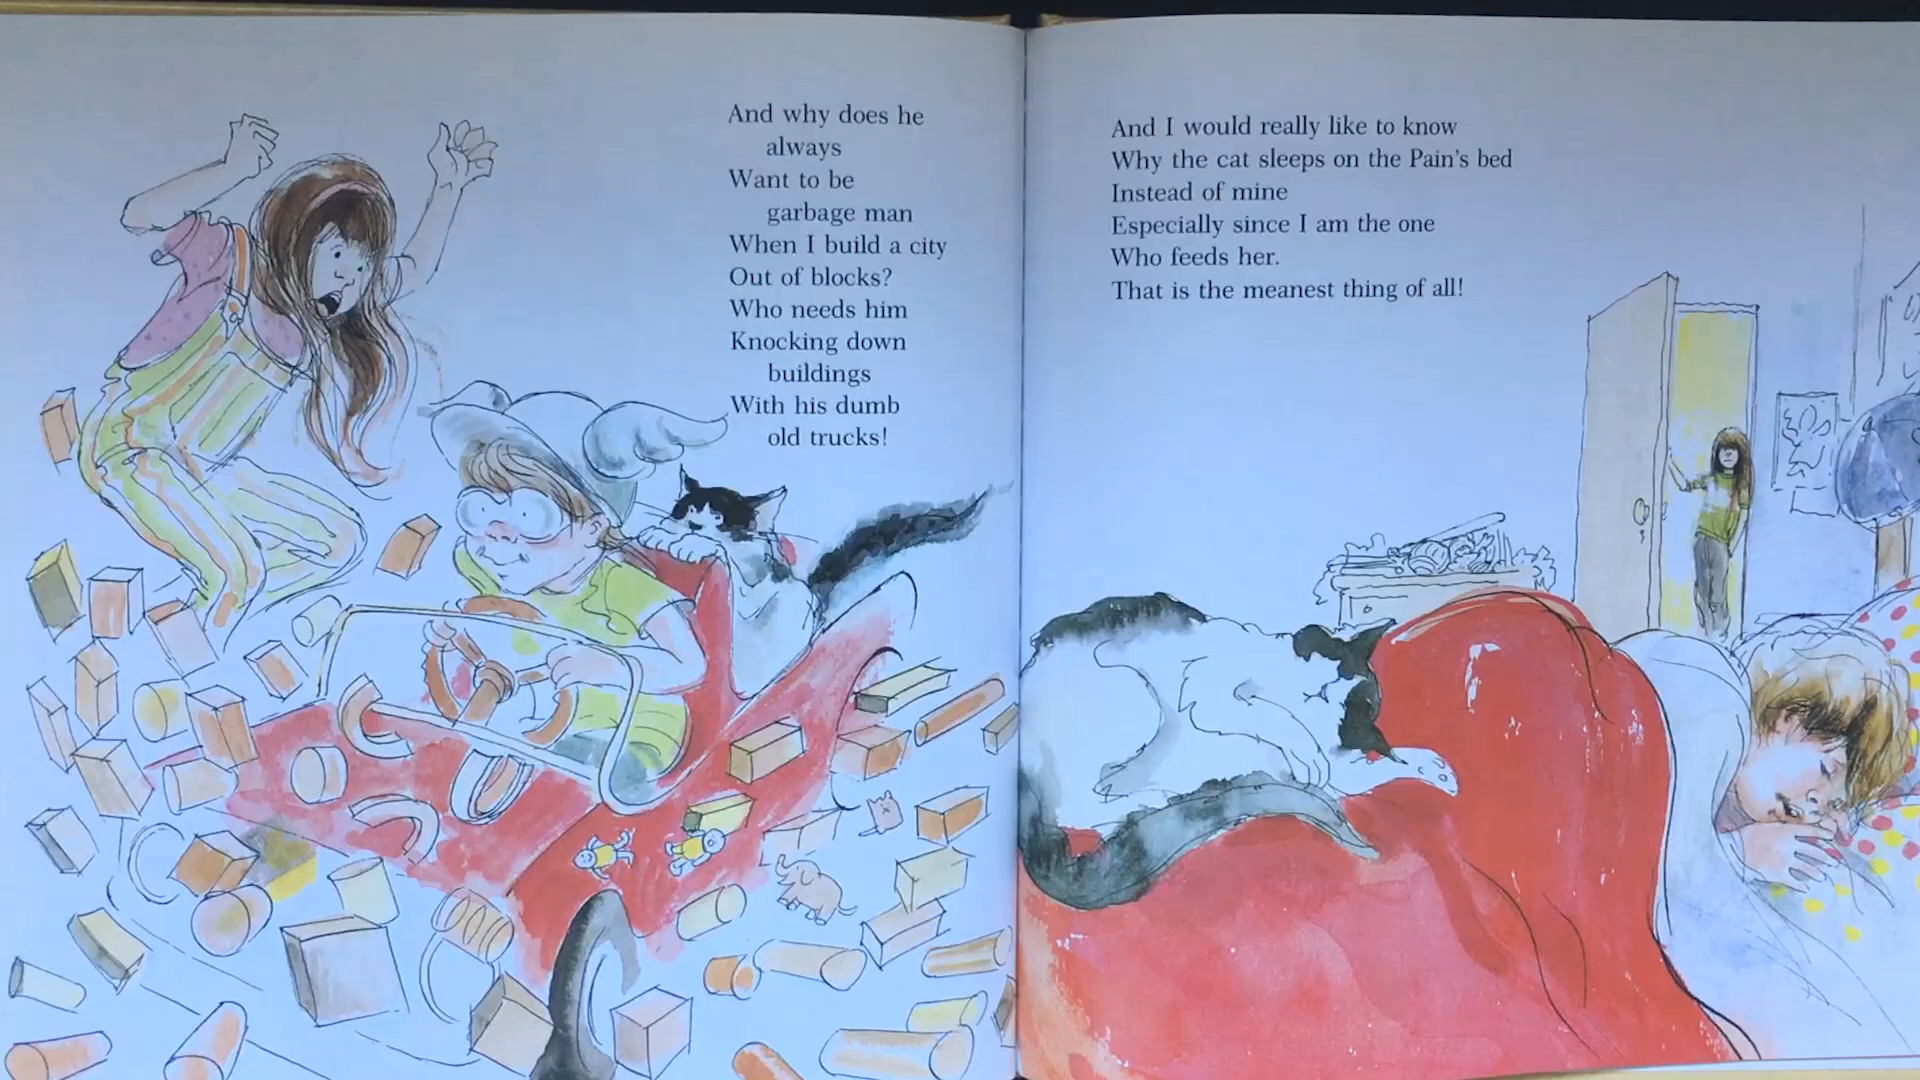 And why does he
always
Want to be
garbage man
When I build a city
Out of blocks?
Who needs him
Knocking down
buildings
With his dumb
old trucks!
And I would really like to know
Why the cat sleeps on the Pain's bed
Instead of mine
Especially since I am the one
Who feeds her.
That is the meanest thing of all!